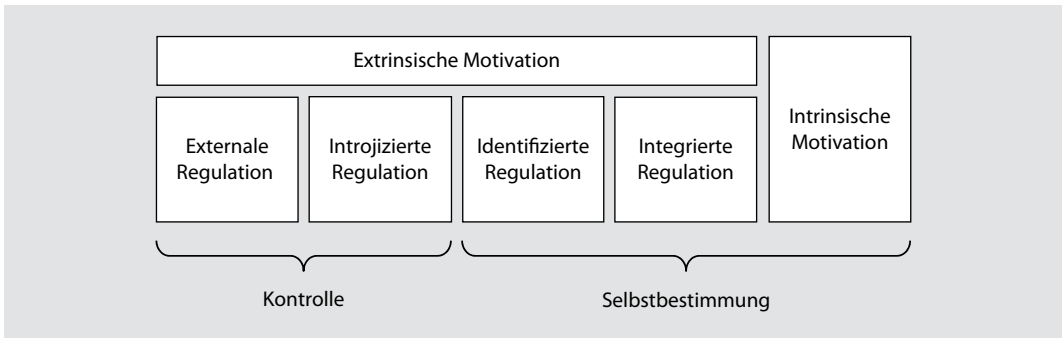 Extrinsische Motivation
Externale
Regulation
Introjizierte
Regulation
Identifizierte
Regulation
Integrierte
Regulation
Intrinsische
Motivation
Kontrolle
Selbstbestimmung